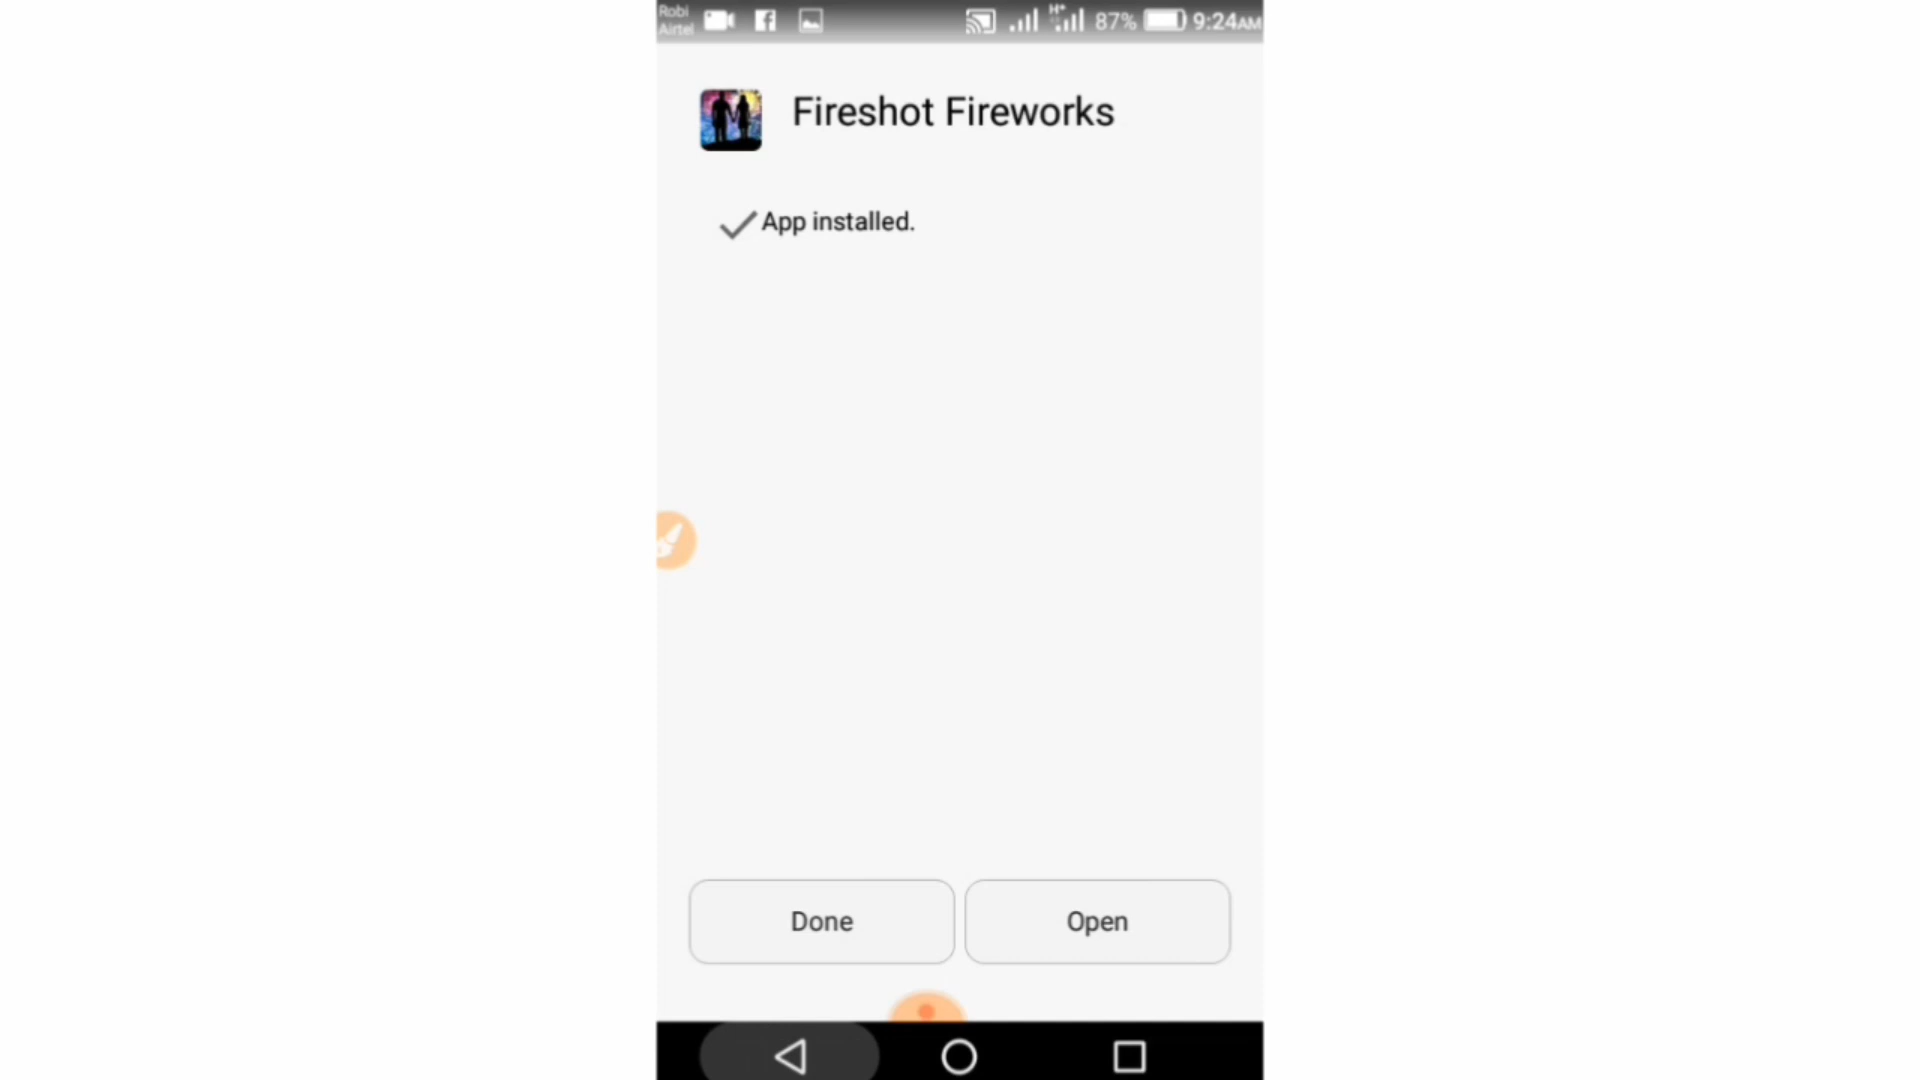 Robi
Airtel
H+
87%
9:24AM
Fireshot Fireworks
App installed.
Done
Open